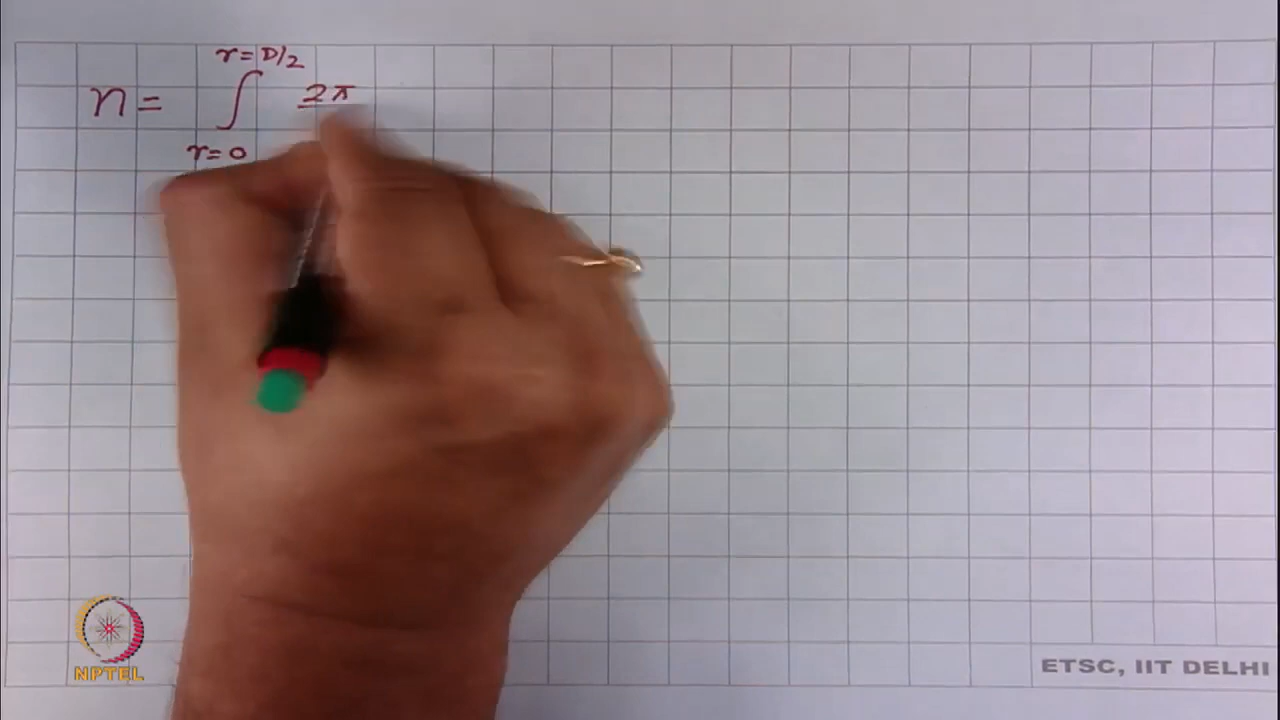 r = D/2
n = ∫ 2π
r = 0
NPTEL
ETSC, IIT DELHI